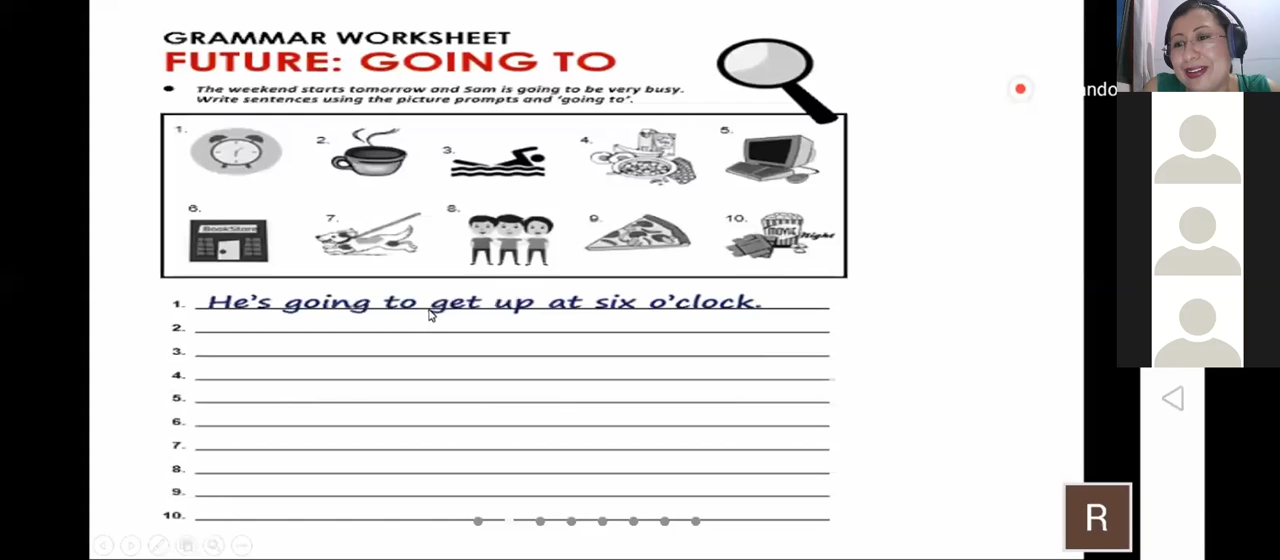 GRAMMAR WORKSHEET
FUTURE: GOING TO
The weekend starts tomorrow and Sam is going to be very busy.
Write sentences using the picture prompts and 'going to'.
1.
2.
3.
4.
5.
6.
BookStore
7.
8.
9.
10.
MOVIE
Night
1. He's going to get up at six o'clock.
2.
3.
4.
5.
6.
7.
8.
9.
10.
ando
R